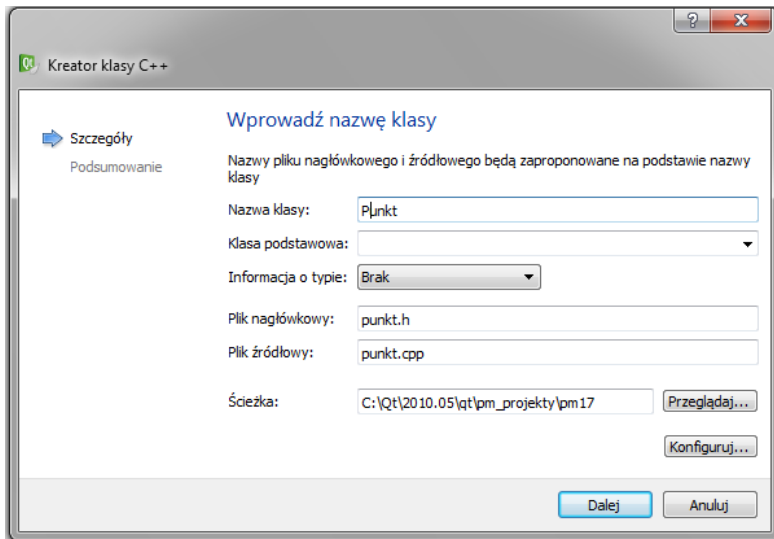 Kreator klasy C++
Szczegóły
Podsumowanie
Wprowadź nazwę klasy
Nazwy pliku nagłówkowego i źródłowego będą zaproponowane na podstawie nazwy
klasy
Nazwa klasy: Punkt
Klasa podstawowa:
Informacja o typie: Brak
Plik nagłówkowy: punkt.h
Plik źródłowy: punkt.cpp
Ścieżka: C:\Qt\2010.05\qt\pm_projekty\pm17 Przeglądaj...
Konfiguruj...
Dalej Anuluj